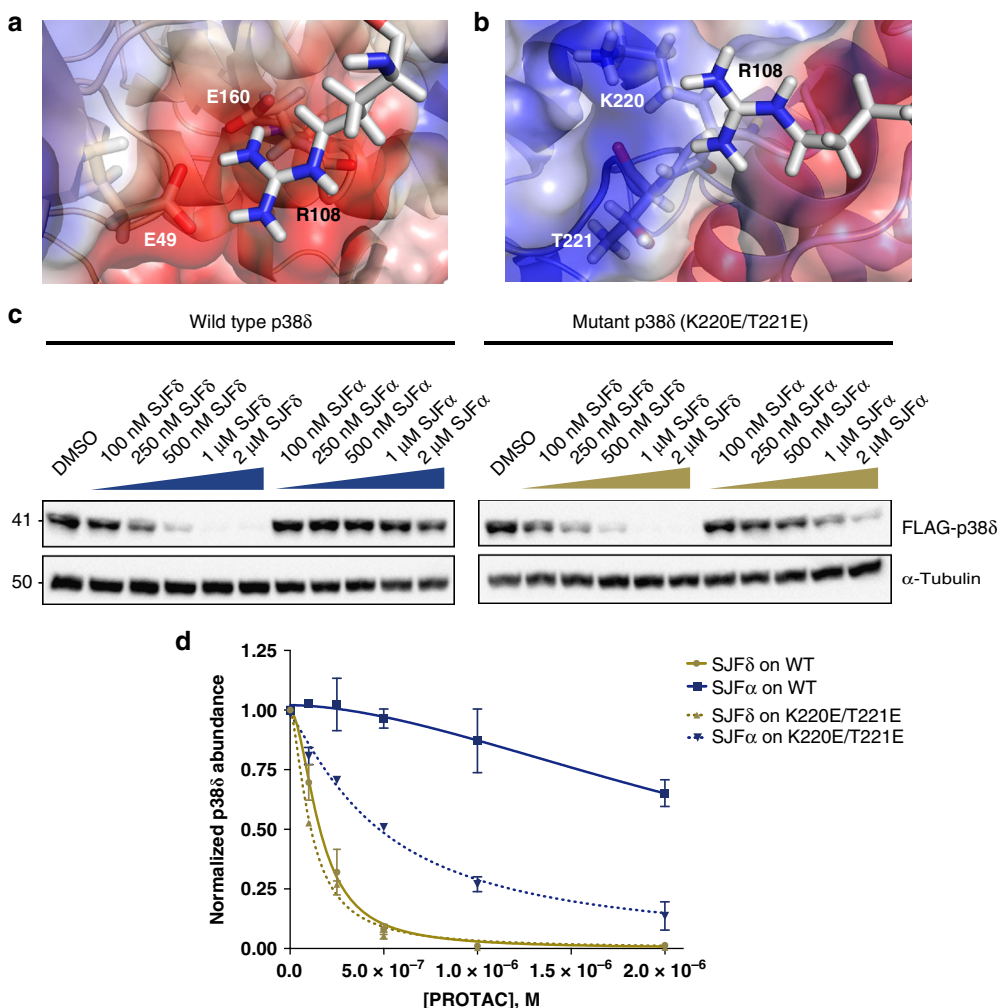 a
E160
R108
E49
b
R108
K220
T221
c
Wild type p38δ
Mutant p38δ (K220E/T221E)
DMSO
100 nM SJFδ
250 nM SJFδ
500 nM SJFδ
1 μM SJFδ
2 μM SJFδ
100 nM SJFα
250 nM SJFα
500 nM SJFα
1 μM SJFα
2 μM SJFα
DMSO
100 nM SJFδ
250 nM SJFδ
500 nM SJFδ
1 μM SJFδ
2 μM SJFδ
100 nM SJFα
250 nM SJFα
500 nM SJFα
1 μM SJFα
2 μM SJFα
41
FLAG-p38δ
50
α-Tubulin
d
1.25
1.00
0.75
0.50
0.25
0.00
Normalized p38δ abundance
0.0 5.0 × 10⁻⁷ 1.0 × 10⁻⁶ 1.5 × 10⁻⁶ 2.0 × 10⁻⁶
[PROTAC], M
SJFδ on WT
SJFα on WT
SJFδ on K220E/T221E
SJFα on K220E/T221E